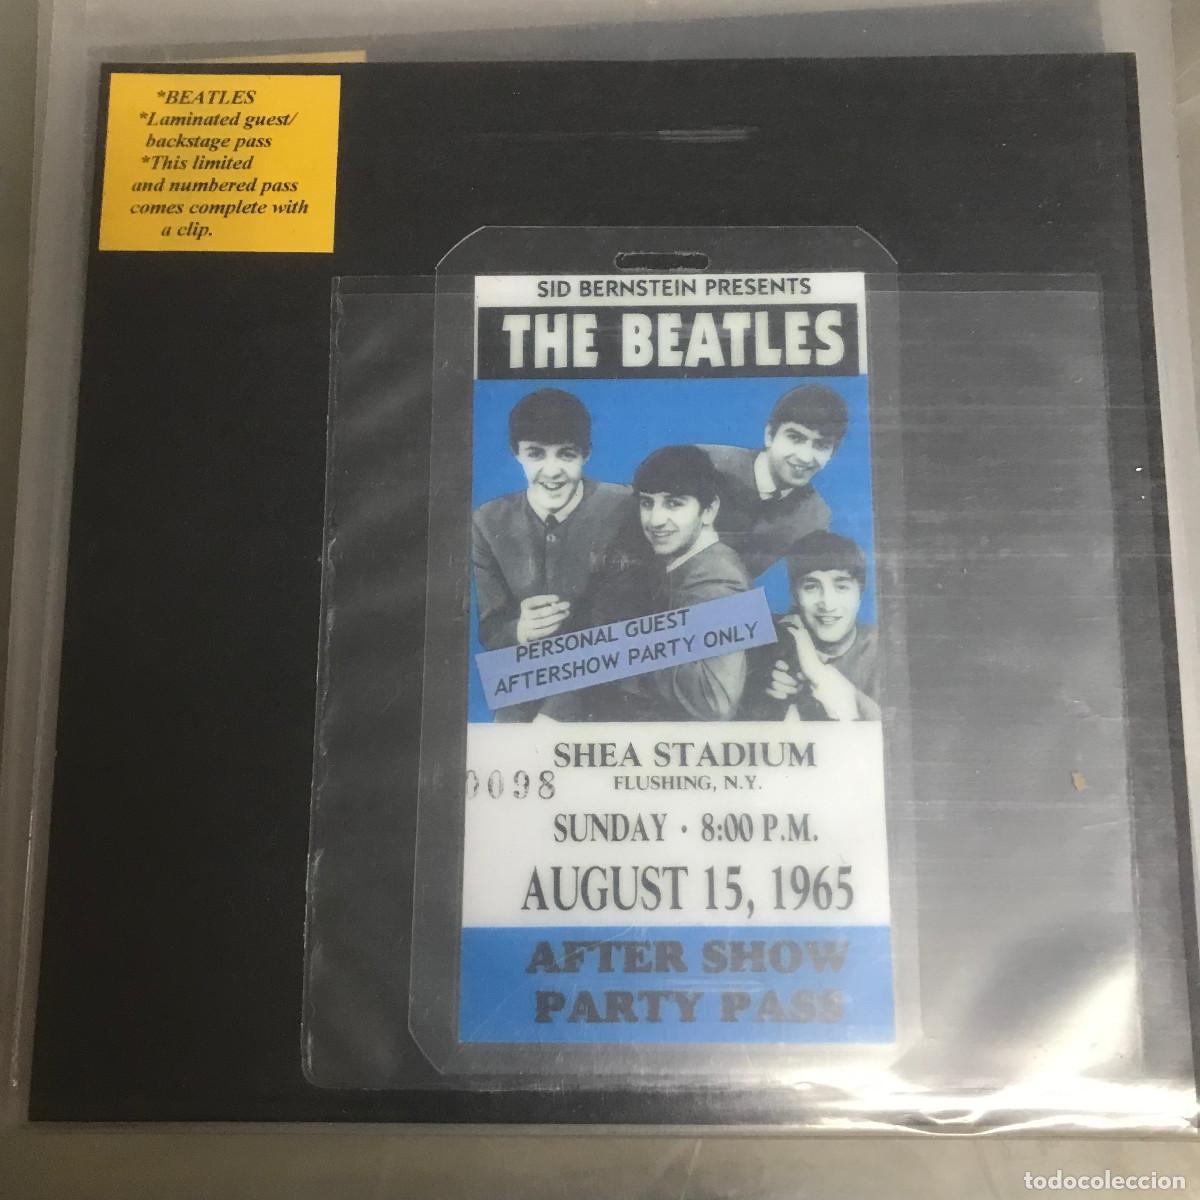 *BEATLES
*Laminated guest/
backstage pass
*This limited
and numbered pass
comes complete with
a clip.
SID BERNSTEIN PRESENTS
THE BEATLES
PERSONAL GUEST
AFTERSHOW PARTY ONLY
SHEA STADIUM
FLUSHING, N.Y.
0098
SUNDAY · 8:00 P.M.
AUGUST 15, 1965
AFTER SHOW
PARTY PASS
todocoleccion